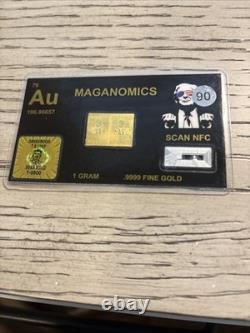 79
Au
196.96657
MAGANOMICS
90
SCAN NFC
1 GRAM
.9999 FINE GOLD